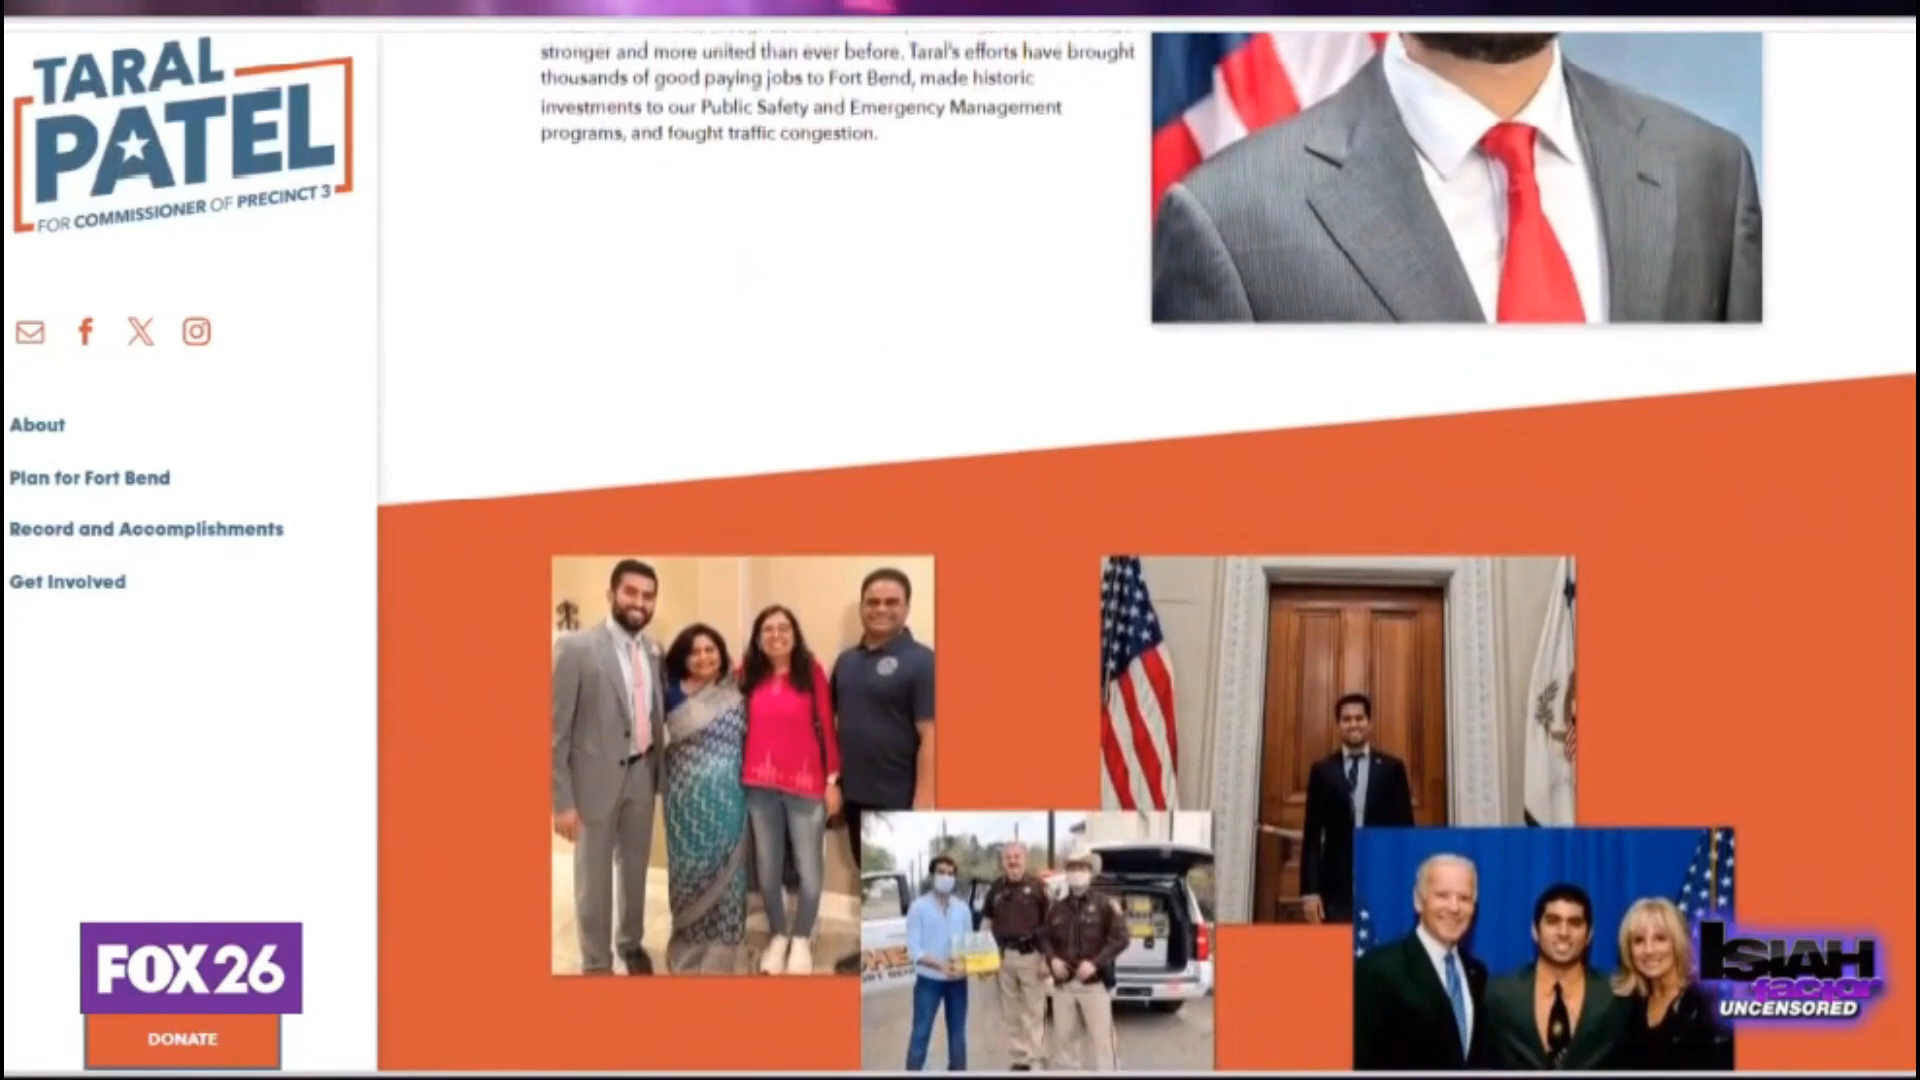 TARAL
PATEL
FOR COMMISSIONER OF PRECINCT 3
stronger and more united than ever before. Taral's efforts have brought
thousands of good paying jobs to Fort Bend, made historic
investments to our Public Safety and Emergency Management
programs, and fought traffic congestion.
About
Plan for Fort Bend
Record and Accomplishments
Get Involved
FOX 26
DONATE
ISIAH
factor
UNCENSORED